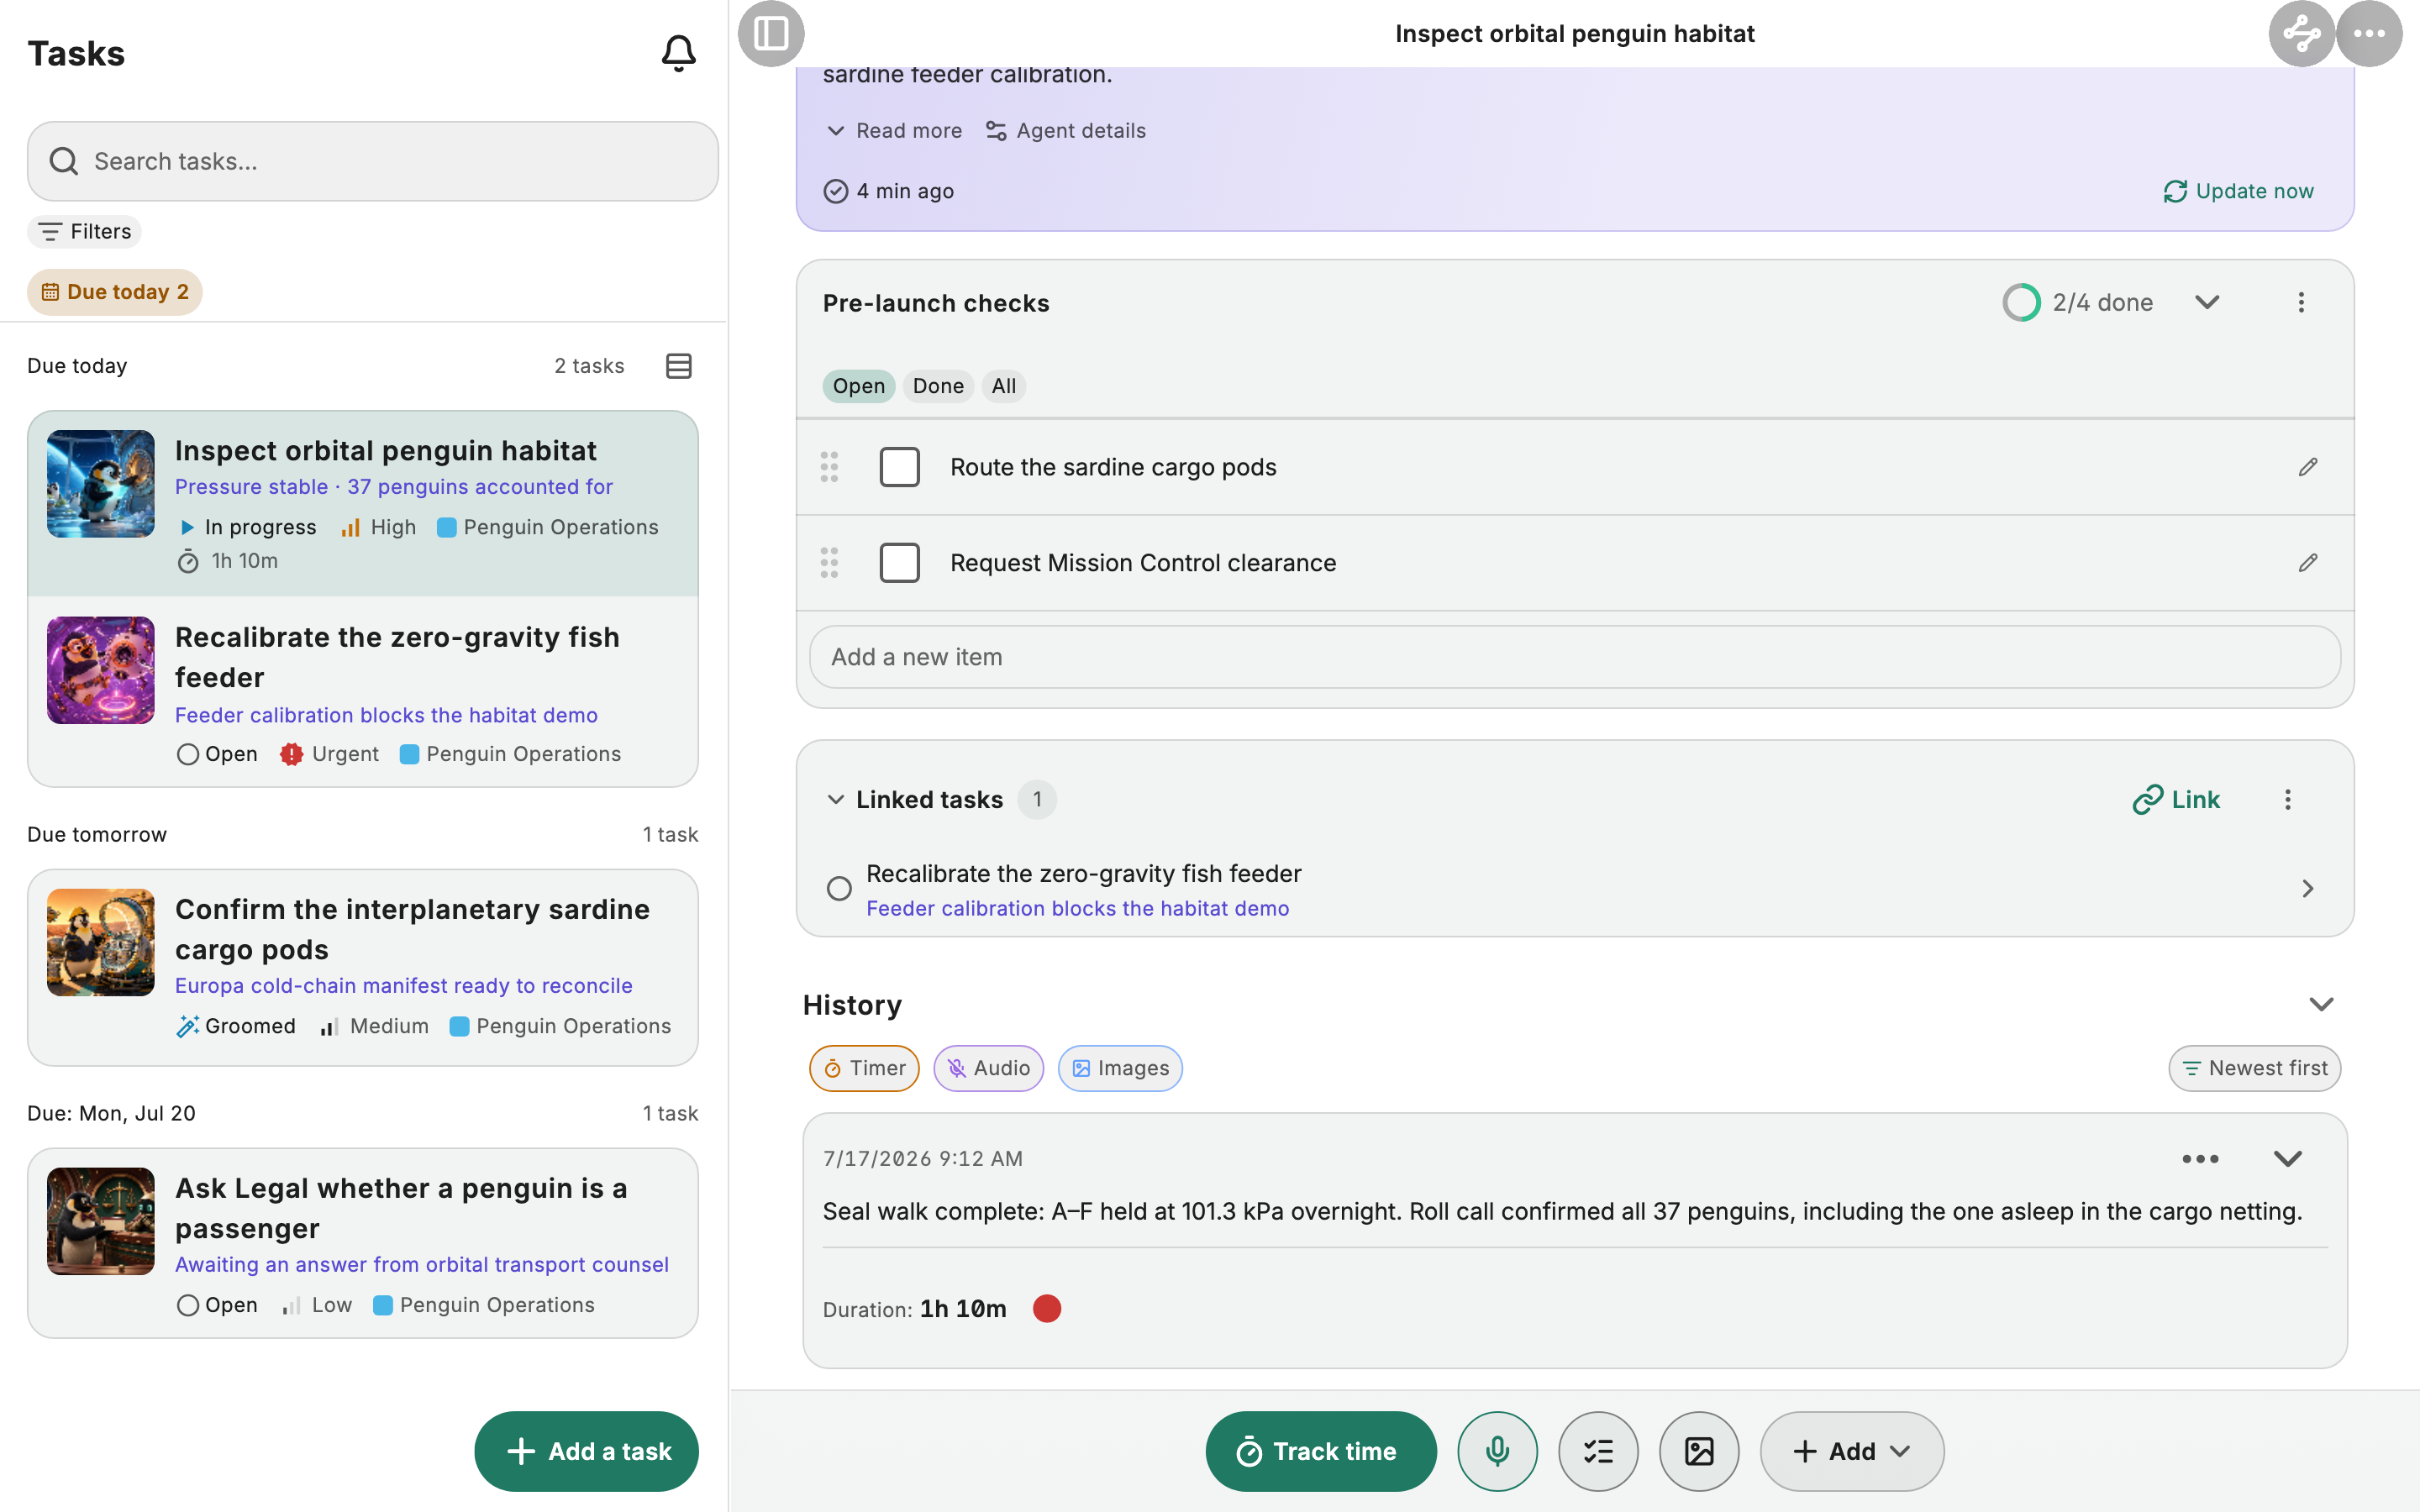 Tasks
Search tasks...
Filters
Due today 2
Due today
2 tasks
Inspect orbital penguin habitat
Pressure stable · 37 penguins accounted for
In progress
High
Penguin Operations
1h 10m
Recalibrate the zero-gravity fish
feeder
Feeder calibration blocks the habitat demo
Open
Urgent
Penguin Operations
Due tomorrow
1 task
Confirm the interplanetary sardine
cargo pods
Europa cold-chain manifest ready to reconcile
Groomed
Medium
Penguin Operations
Due: Mon, Jul 20
1 task
Ask Legal whether a penguin is a
passenger
Awaiting an answer from orbital transport counsel
Open
Low
Penguin Operations
Add a task
Inspect orbital penguin habitat
sardine feeder calibration.
Read more
Agent details
4 min ago
Update now
Pre-launch checks
2/4 done
Open
Done
All
Route the sardine cargo pods
Request Mission Control clearance
Add a new item
Linked tasks
1
Link
Recalibrate the zero-gravity fish feeder
Feeder calibration blocks the habitat demo
History
Timer
Audio
Images
Newest first
7/17/2026 9:12 AM
Seal walk complete: A–F held at 101.3 kPa overnight. Roll call confirmed all 37 penguins, including the one asleep in the cargo netting.
Duration: 1h 10m
Track time
Add